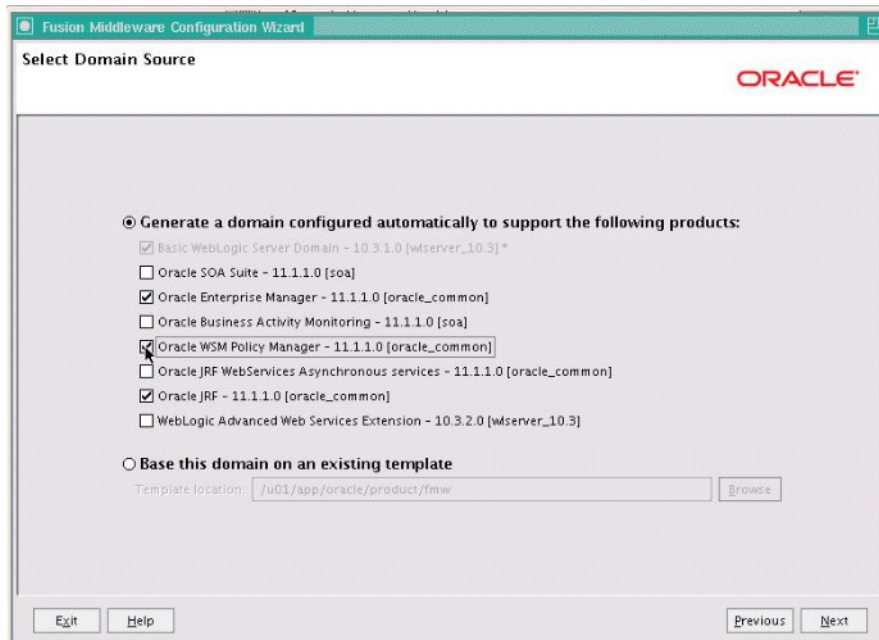 Fusion Middleware Configuration Wizard
Select Domain Source
ORACLE
Generate a domain configured automatically to support the following products:
Basic WebLogic Server Domain - 10.3.1.0 [wlserver_10.3] *
Oracle SOA Suite - 11.1.1.0 [soa]
Oracle Enterprise Manager - 11.1.1.0 [oracle_common]
Oracle Business Activity Monitoring - 11.1.1.0 [soa]
Oracle WSM Policy Manager - 11.1.1.0 [oracle_common]
Oracle JRF WebServices Asynchronous services - 11.1.1.0 [oracle_common]
Oracle JRF - 11.1.1.0 [oracle_common]
WebLogic Advanced Web Services Extension - 10.3.2.0 [wlserver_10.3]
Base this domain on an existing template
Template location: /u01/app/oracle/product/fmw Browse
Exit Help Previous Next